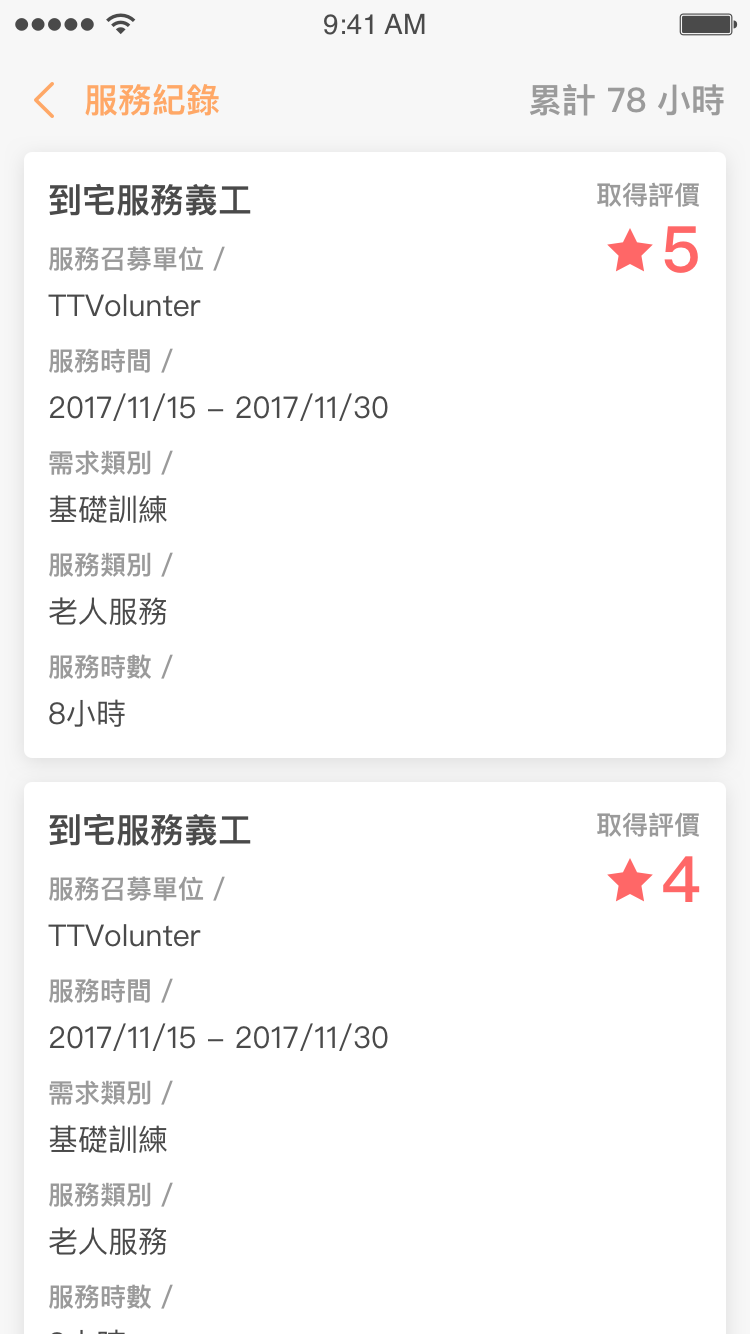 9:41 AM
服務紀錄
累計 78 小時
到宅服務義工
取得評價
5
服務召募單位 /
TTVolunter
服務時間 /
2017/11/15 – 2017/11/30
需求類別 /
基礎訓練
服務類別 /
老人服務
服務時數 /
8小時
到宅服務義工
取得評價
4
服務召募單位 /
TTVolunter
服務時間 /
2017/11/15 – 2017/11/30
需求類別 /
基礎訓練
服務類別 /
老人服務
服務時數 /